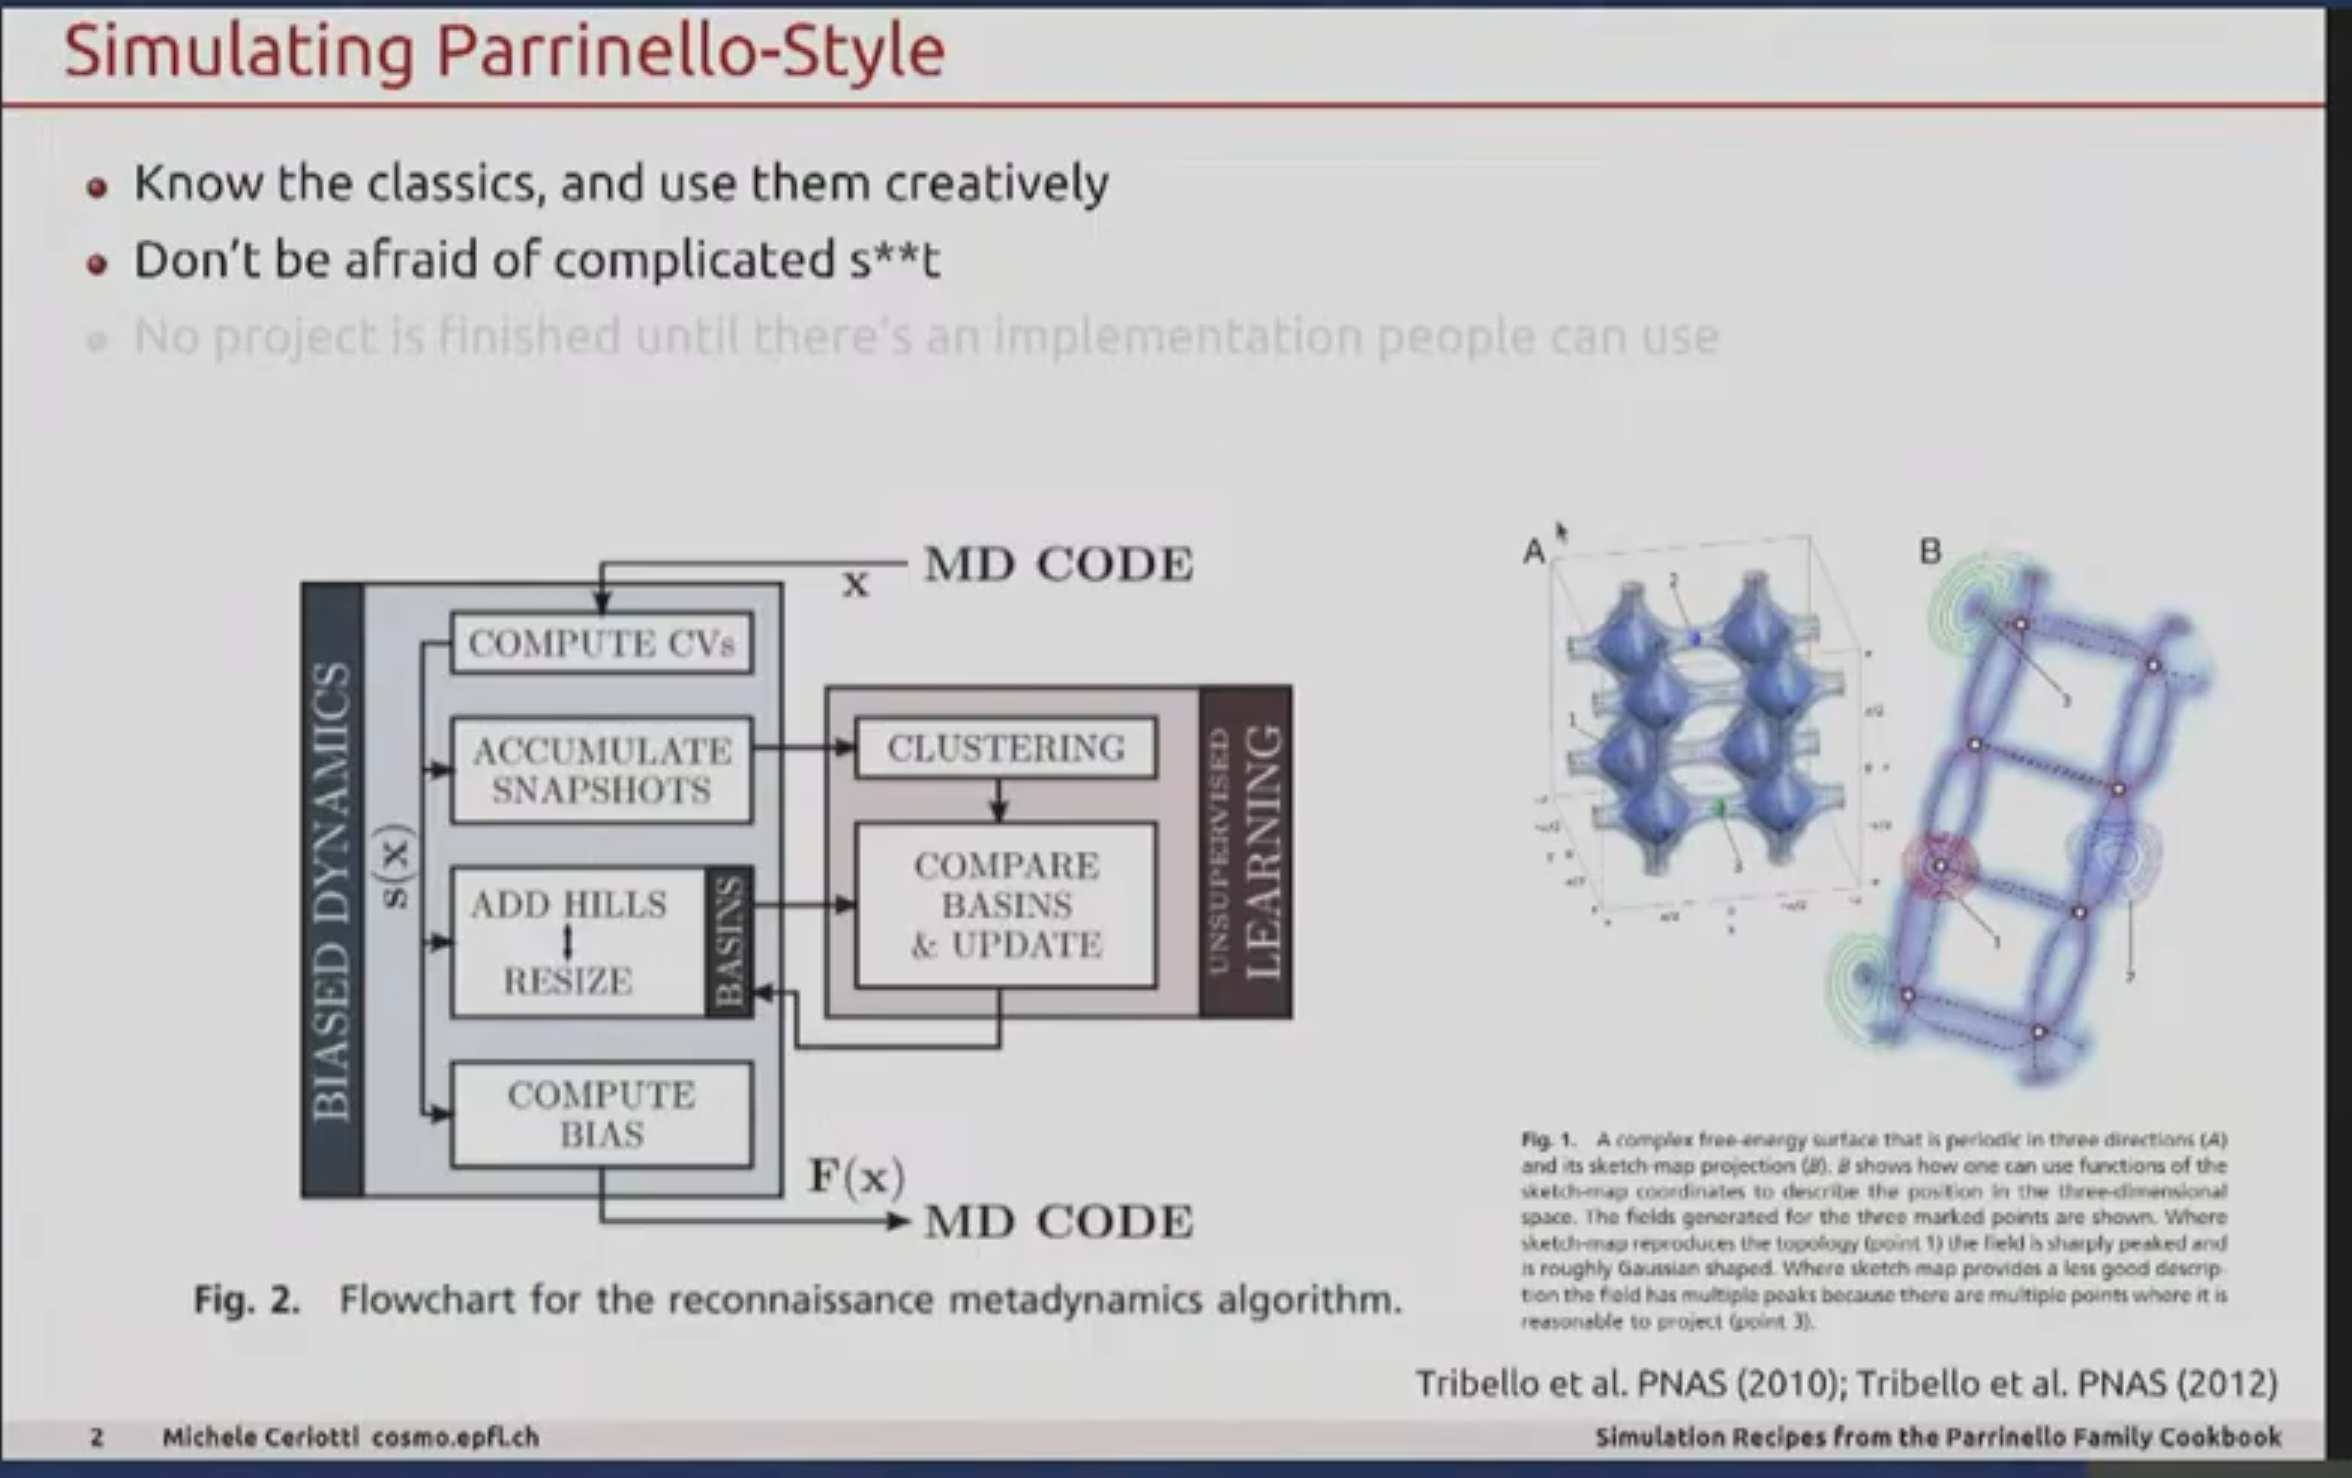 Simulating Parrinello-Style
Know the classics, and use them creatively
Don't be afraid of complicated s**t
No project is finished until there's an implementation people can use
MD CODE
x
BIASED DYNAMICS
s(x)
COMPUTE CVs
ACCUMULATE
SNAPSHOTS
ADD HILLS
RESIZE
BASINS
COMPUTE
BIAS
CLUSTERING
COMPARE
BASINS
& UPDATE
UNSUPERVISED
LEARNING
F(x)
MD CODE
Fig. 2. Flowchart for the reconnaissance metadynamics algorithm.
A
2
1
3
B
3
1
2
Fig. 1. A complex free-energy surface that is periodic in three directions (A)
and its sketch-map projection (B). B shows how one can use functions of the
sketch-map coordinates to describe the position in the three-dimensional
space. The fields generated for the three marked points are shown. Where
sketch-map reproduces the topology (point 1) the field is sharply peaked and
is roughly Gaussian shaped. Where sketch map provides a less good descrip-
tion the field has multiple peaks because there are multiple points where it is
reasonable to project (point 3).
Tribello et al. PNAS (2010); Tribello et al. PNAS (2012)
2 Michele Ceriotti cosmo.epfl.ch
Simulation Recipes from the Parrinello Family Cookbook